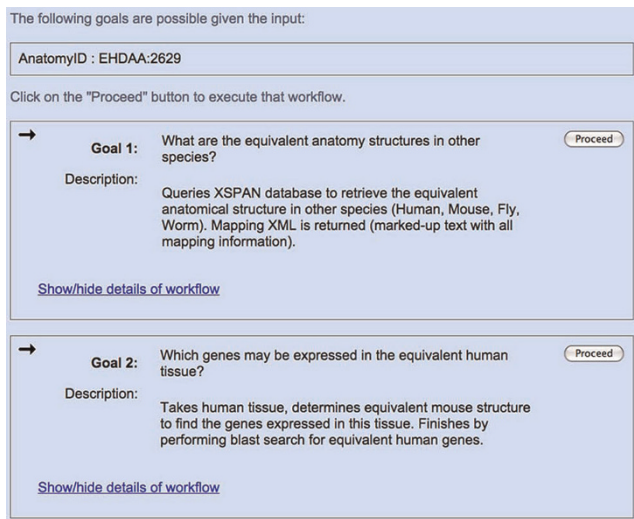 The following goals are possible given the input:
AnatomyID : EHDAA:2629
Click on the "Proceed" button to execute that workflow.
Goal 1: What are the equivalent anatomy structures in other Proceed
species?
Description:
Queries XSPAN database to retrieve the equivalent
anatomical structure in other species (Human, Mouse, Fly,
Worm). Mapping XML is returned (marked-up text with all
mapping information).
Show/hide details of workflow
Goal 2: Which genes may be expressed in the equivalent human Proceed
tissue?
Description:
Takes human tissue, determines equivalent mouse structure
to find the genes expressed in this tissue. Finishes by
performing blast search for equivalent human genes.
Show/hide details of workflow